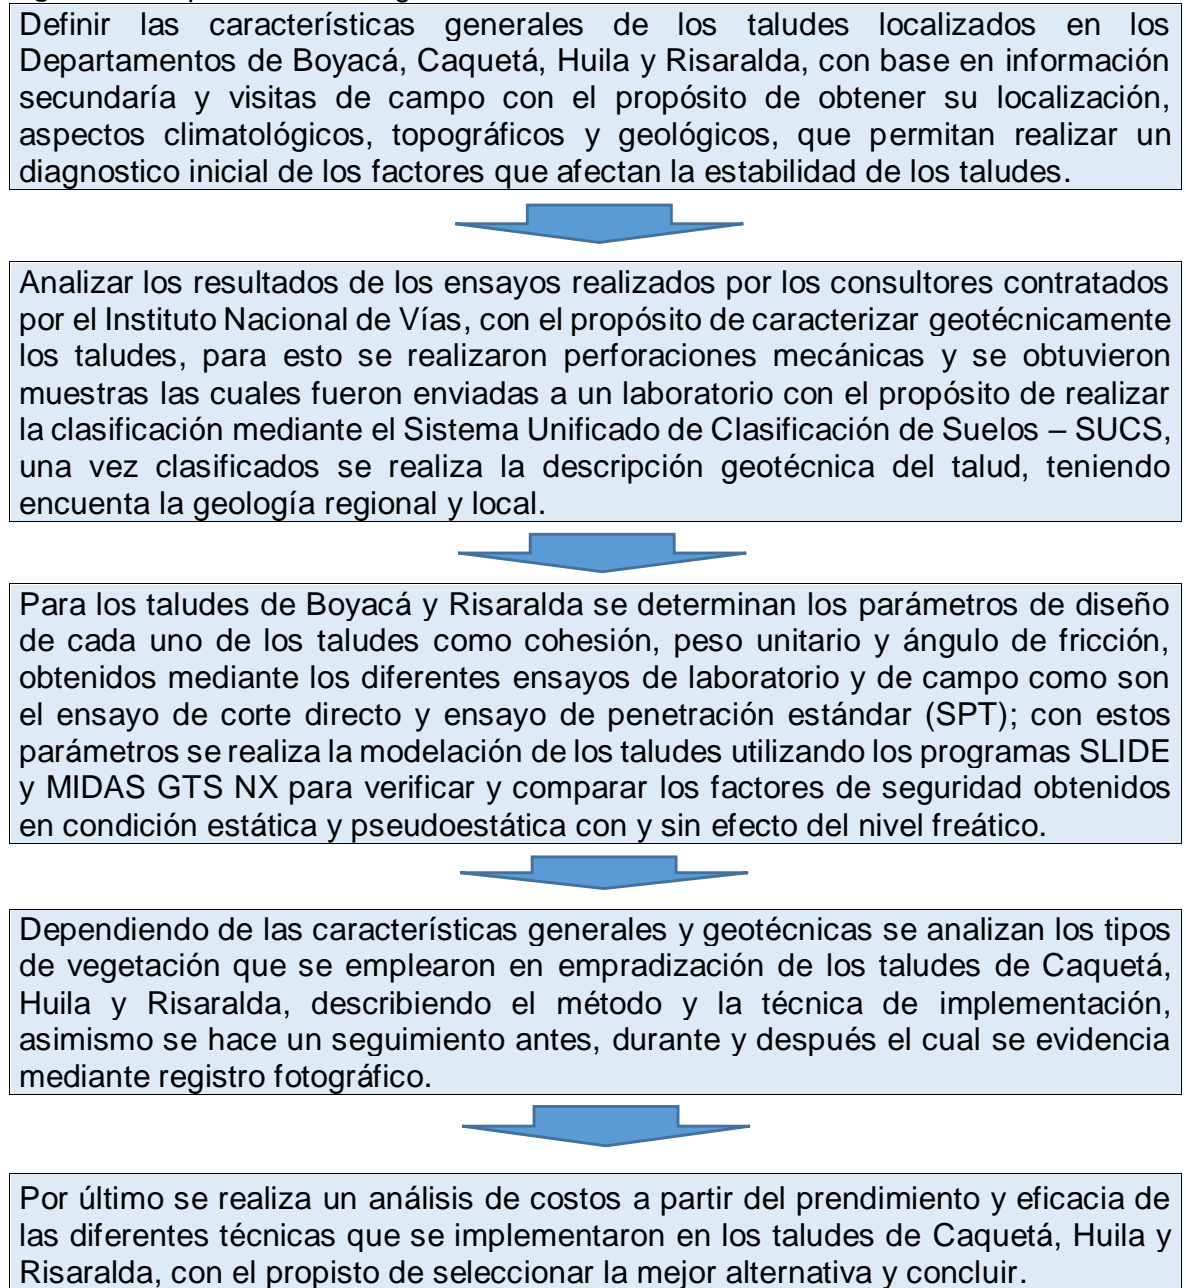 Definir las características generales de los taludes localizados en los
Departamentos de Boyacá, Caquetá, Huila y Risaralda, con base en información
secundaría y visitas de campo con el propósito de obtener su localización,
aspectos climatológicos, topográficos y geológicos, que permitan realizar un
diagnostico inicial de los factores que afectan la estabilidad de los taludes.
Analizar los resultados de los ensayos realizados por los consultores contratados
por el Instituto Nacional de Vías, con el propósito de caracterizar geotécnicamente
los taludes, para esto se realizaron perforaciones mecánicas y se obtuvieron
muestras las cuales fueron enviadas a un laboratorio con el propósito de realizar
la clasificación mediante el Sistema Unificado de Clasificación de Suelos – SUCS,
una vez clasificados se realiza la descripción geotécnica del talud, teniendo
encuenta la geología regional y local.
Para los taludes de Boyacá y Risaralda se determinan los parámetros de diseño
de cada uno de los taludes como cohesión, peso unitario y ángulo de fricción,
obtenidos mediante los diferentes ensayos de laboratorio y de campo como son
el ensayo de corte directo y ensayo de penetración estándar (SPT); con estos
parámetros se realiza la modelación de los taludes utilizando los programas SLIDE
y MIDAS GTS NX para verificar y comparar los factores de seguridad obtenidos
en condición estática y pseudoestática con y sin efecto del nivel freático.
Dependiendo de las características generales y geotécnicas se analizan los tipos
de vegetación que se emplearon en empradización de los taludes de Caquetá,
Huila y Risaralda, describiendo el método y la técnica de implementación,
asimismo se hace un seguimiento antes, durante y después el cual se evidencia
mediante registro fotográfico.
Por último se realiza un análisis de costos a partir del prendimiento y eficacia de
las diferentes técnicas que se implementaron en los taludes de Caquetá, Huila y
Risaralda, con el propisto de seleccionar la mejor alternativa y concluir.